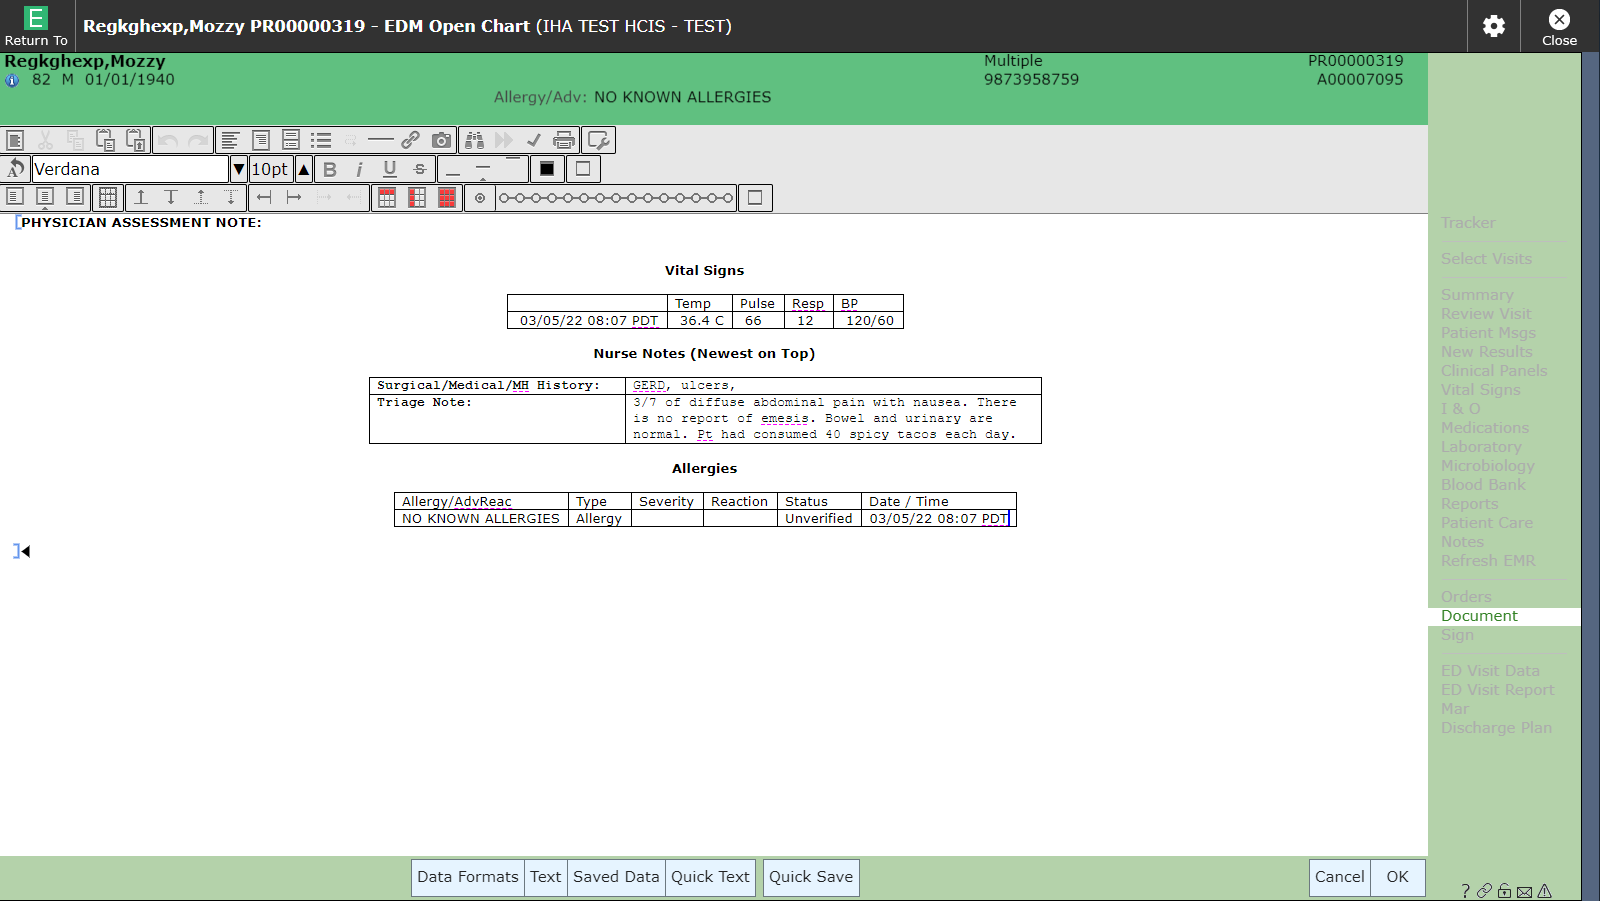 E
Return To
Regkghexp,Mozzy PR00000319 - EDM Open Chart (IHA TEST HCIS - TEST)
Close
Regkghexp,Mozzy
Multiple
PR00000319
82 M 01/01/1940
9873958759
A00007095
Allergy/Adv: NO KNOWN ALLERGIES
Verdana
10pt
B i U S
PHYSICIAN ASSESSMENT NOTE:
Vital Signs
Temp Pulse Resp BP
03/05/22 08:07 PDT 36.4 C 66 12 120/60
Nurse Notes (Newest on Top)
Surgical/Medical/MH History: GERD, ulcers,
Triage Note: 3/7 of diffuse abdominal pain with nausea. There
is no report of emesis. Bowel and urinary are
normal. Pt had consumed 40 spicy tacos each day.
Allergies
Allergy/AdvReac Type Severity Reaction Status Date / Time
NO KNOWN ALLERGIES Allergy Unverified 03/05/22 08:07 PDT
Tracker
Select Visits
Summary
Review Visit
Patient Msgs
New Results
Clinical Panels
Vital Signs
I & O
Medications
Laboratory
Microbiology
Blood Bank
Reports
Patient Care
Notes
Refresh EMR
Orders
Document
Sign
ED Visit Data
ED Visit Report
Mar
Discharge Plan
Data Formats Text Saved Data Quick Text Quick Save
Cancel OK
?